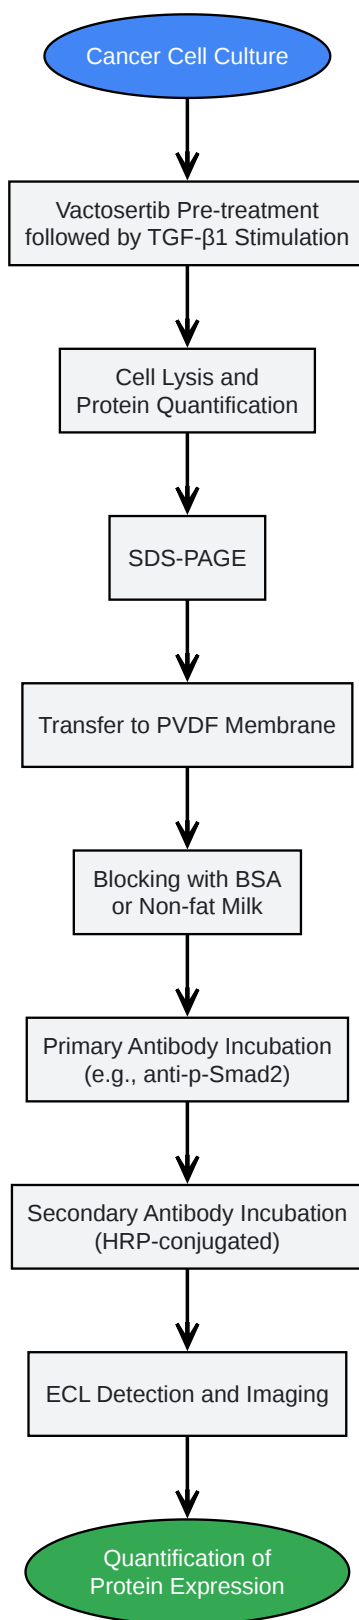 Cancer Cell Culture
Vactosertib Pre-treatment
followed by TGF-β1 Stimulation
Cell Lysis and
Protein Quantification
SDS-PAGE
Transfer to PVDF Membrane
Blocking with BSA
or Non-fat Milk
Primary Antibody Incubation
(e.g., anti-p-Smad2)
Secondary Antibody Incubation
(HRP-conjugated)
ECL Detection and Imaging
Quantification of
Protein Expression